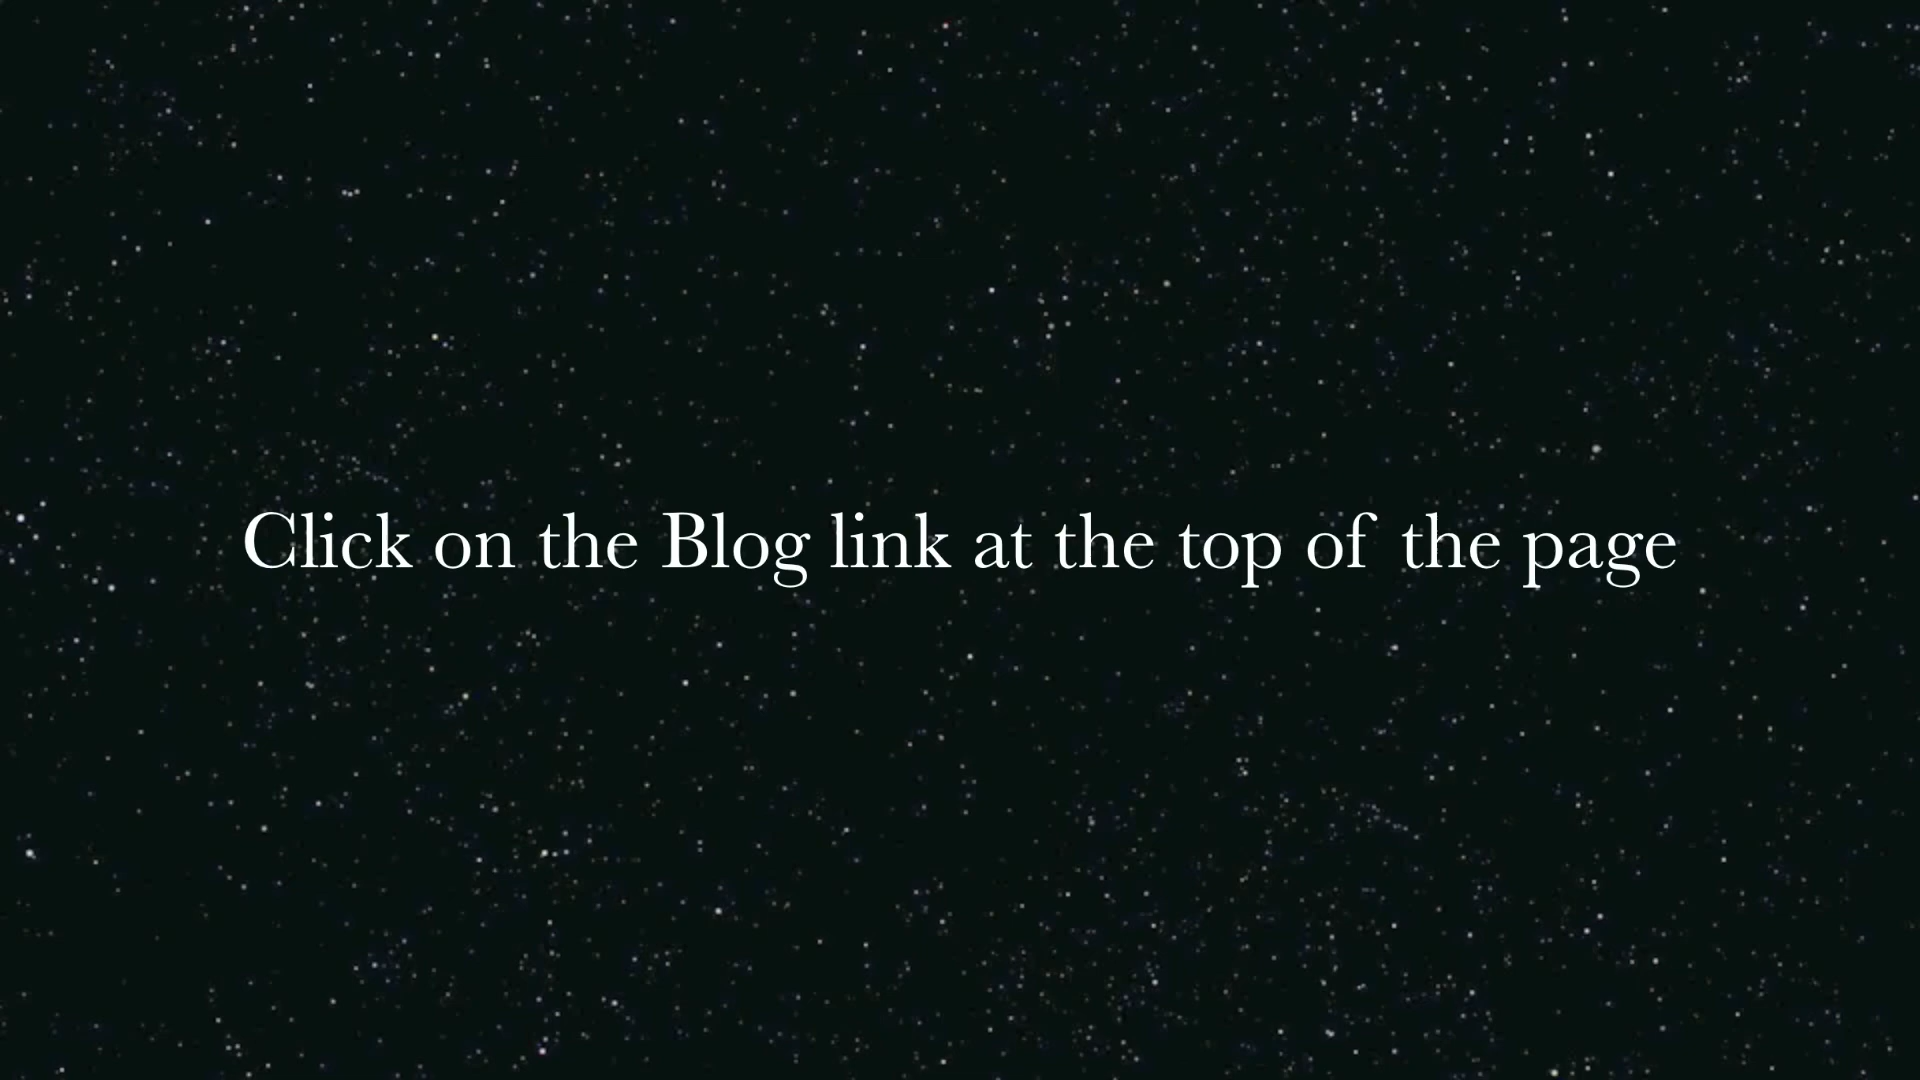 Click on the Blog link at the top of the page